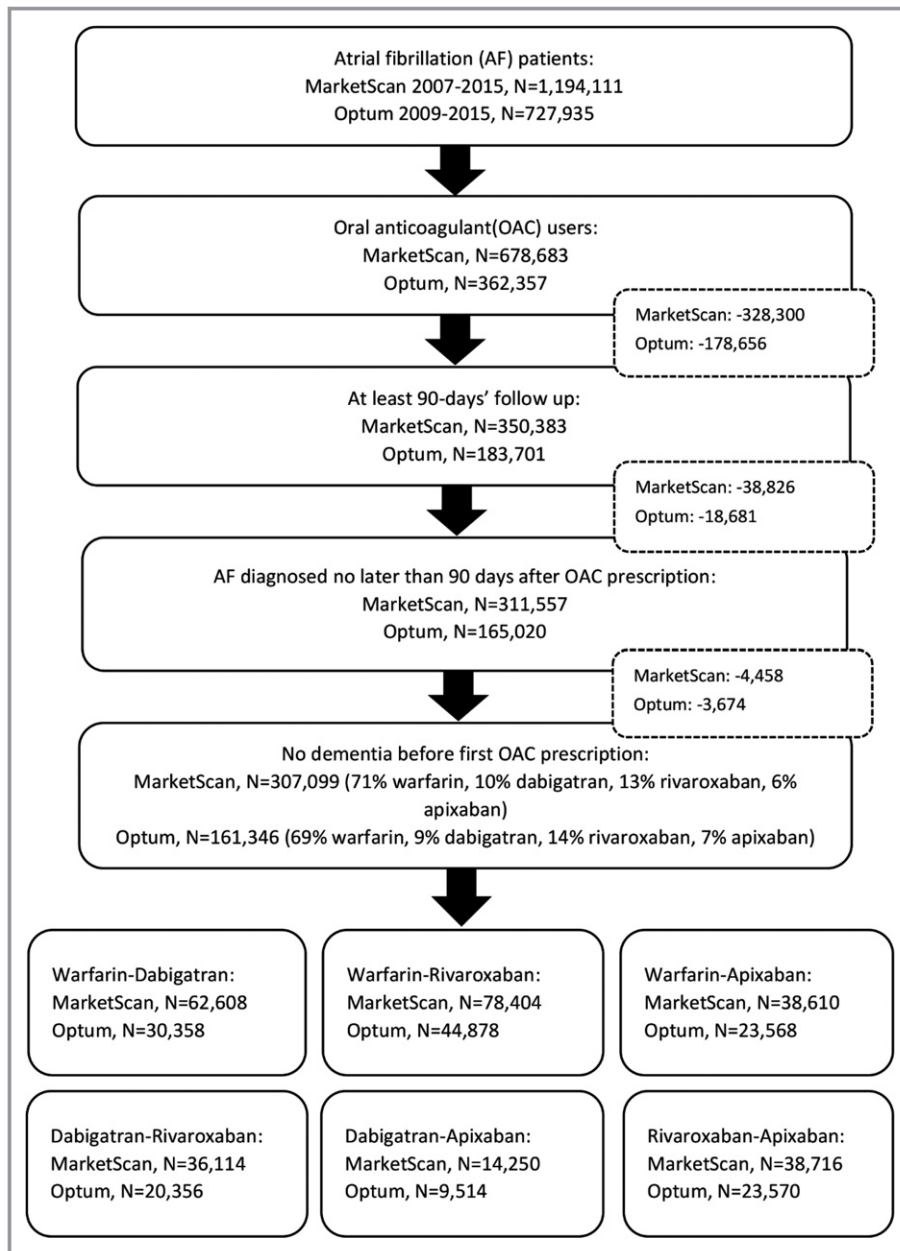 Atrial fibrillation (AF) patients:
MarketScan 2007-2015, N=1,194,111
Optum 2009-2015, N=727,935
Oral anticoagulant(OAC) users:
MarketScan, N=678,683
Optum, N=362,357
MarketScan: -328,300
Optum: -178,656
At least 90-days’ follow up:
MarketScan, N=350,383
Optum, N=183,701
MarketScan: -38,826
Optum: -18,681
AF diagnosed no later than 90 days after OAC prescription:
MarketScan, N=311,557
Optum, N=165,020
MarketScan: -4,458
Optum: -3,674
No dementia before first OAC prescription:
MarketScan, N=307,099 (71% warfarin, 10% dabigatran, 13% rivaroxaban, 6%
apixaban)
Optum, N=161,346 (69% warfarin, 9% dabigatran, 14% rivaroxaban, 7% apixaban)
Warfarin-Dabigatran:
MarketScan, N=62,608
Optum, N=30,358
Warfarin-Rivaroxaban:
MarketScan, N=78,404
Optum, N=44,878
Warfarin-Apixaban:
MarketScan, N=38,610
Optum, N=23,568
Dabigatran-Rivaroxaban:
MarketScan, N=36,114
Optum, N=20,356
Dabigatran-Apixaban:
MarketScan, N=14,250
Optum, N=9,514
Rivaroxaban-Apixaban:
MarketScan, N=38,716
Optum, N=23,570